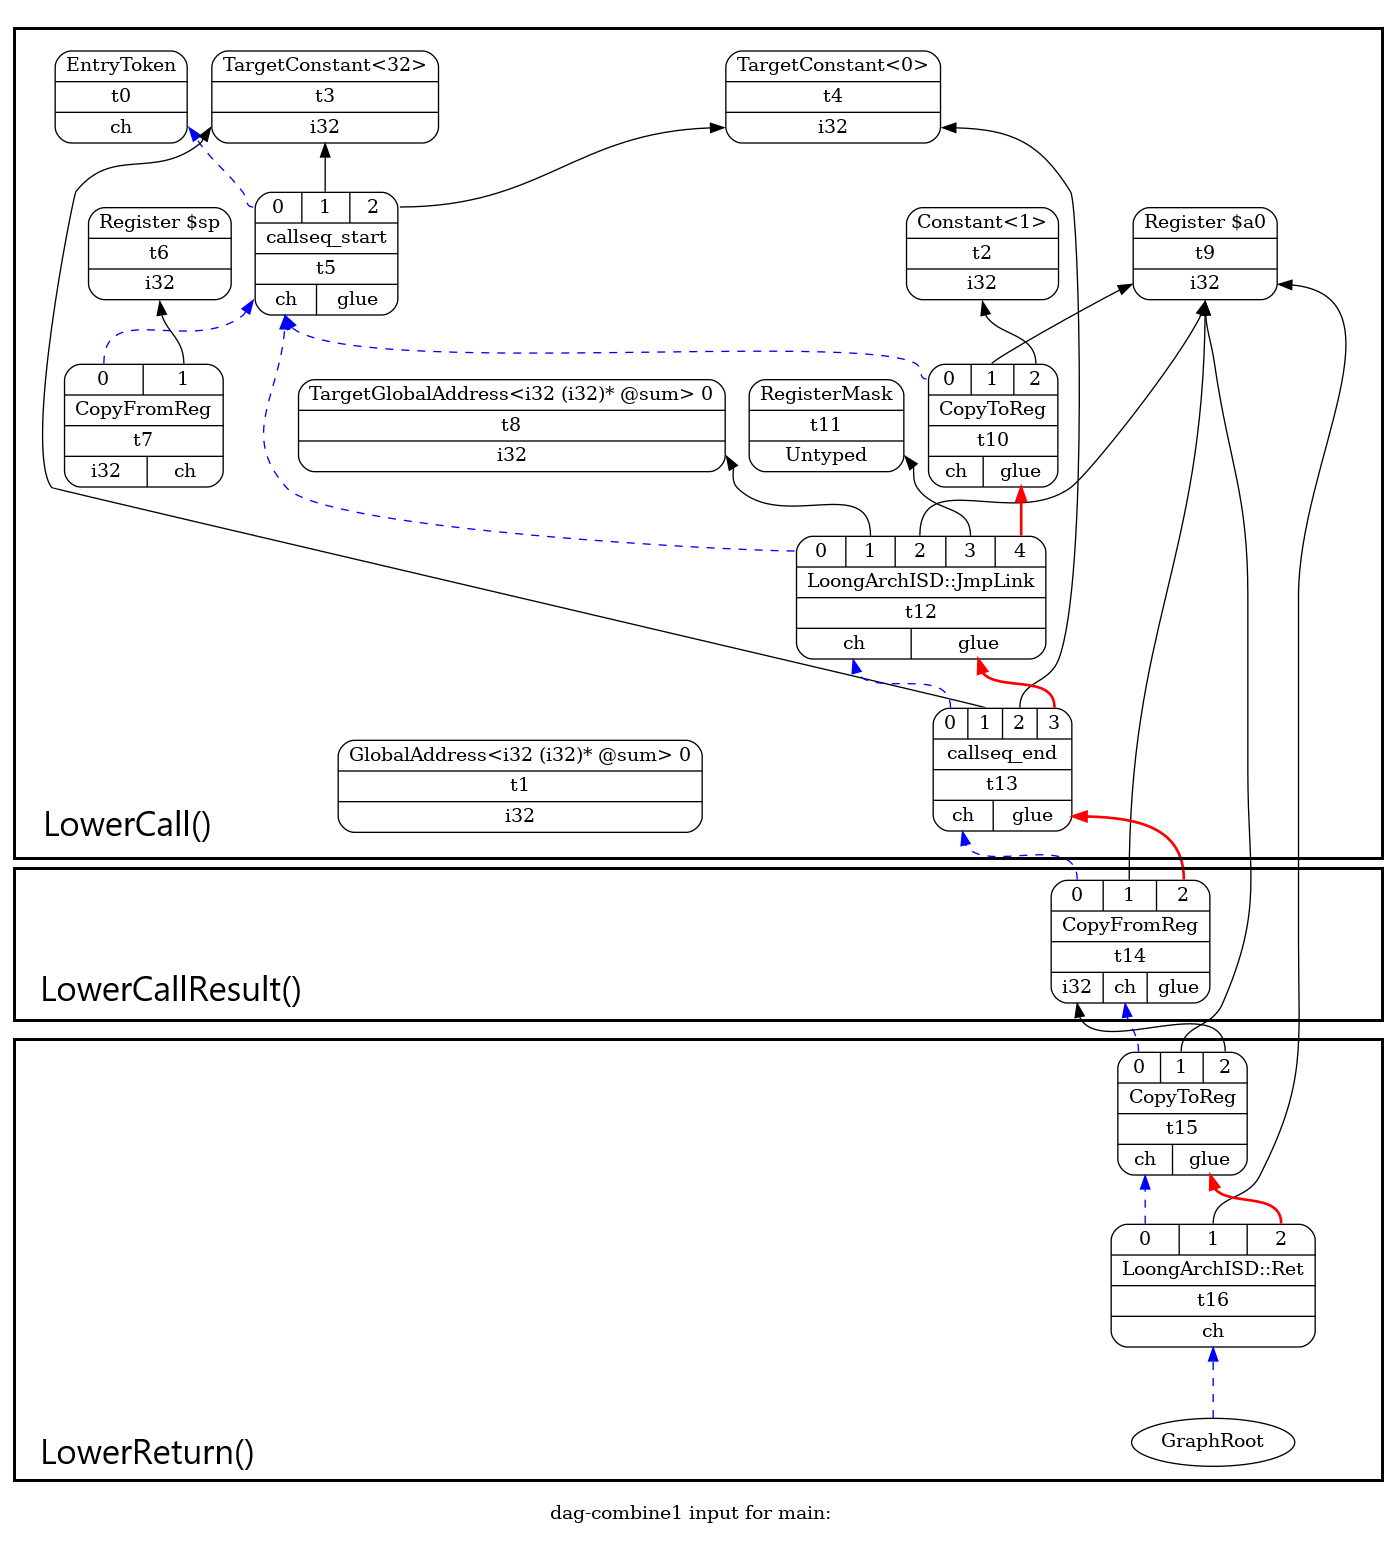 EntryToken
t0
ch
TargetConstant<32>
t3
i32
TargetConstant<0>
t4
i32
Register $sp
t6
i32
0 1 2
callseq_start
t5
ch glue
Constant<1>
t2
i32
Register $a0
t9
i32
0 1
CopyFromReg
t7
i32 ch
TargetGlobalAddress<i32 (i32)* @sum> 0
t8
i32
RegisterMask
t11
Untyped
0 1 2
CopyToReg
t10
ch glue
0 1 2 3 4
LoongArchISD::JmpLink
t12
ch glue
GlobalAddress<i32 (i32)* @sum> 0
t1
i32
0 1 2 3
callseq_end
t13
ch glue
LowerCall()
0 1 2
CopyFromReg
t14
i32 ch glue
LowerCallResult()
0 1 2
CopyToReg
t15
ch glue
0 1 2
LoongArchISD::Ret
t16
ch
GraphRoot
LowerReturn()
dag-combine1 input for main: